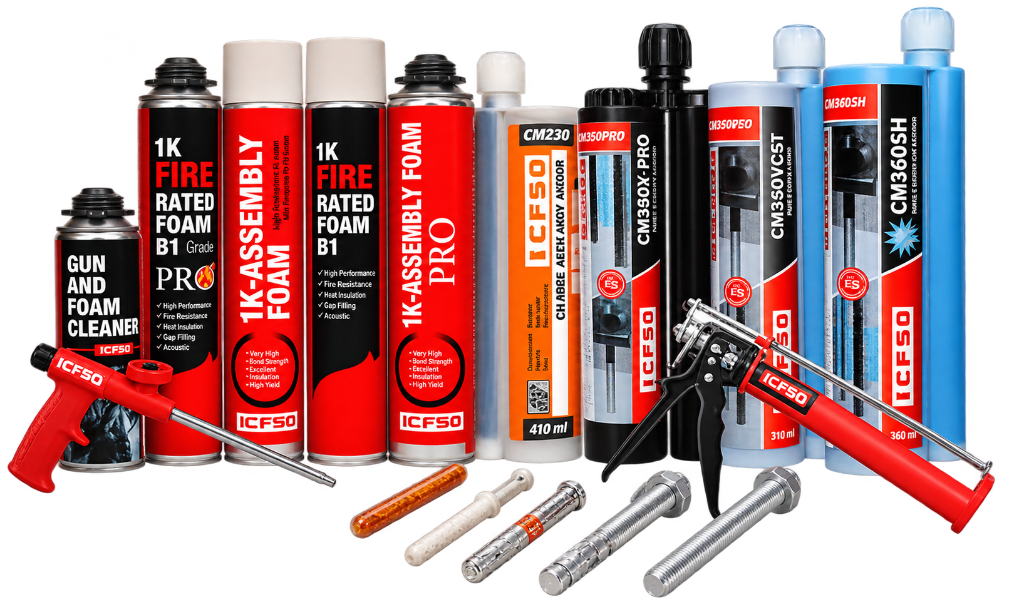 GUN
AND
FOAM
CLEANER
ICFSO
ICFSO
1K
FIRE
RATED
FOAM
B1 Grade
PRO
✓ High Performance
✓ Fire Resistance
✓ Heat Insulation
✓ Gap Filling
✓ Acoustic
1K-ASSEMBLY
FOAM
• Very High
Bond Strength
• Excellent
• Insulation
• High Yield
ICFSO
1K
FIRE
RATED
FOAM
B1
✓ High Performance
✓ Fire Resistance
✓ Heat Insulation
✓ Gap Filling
✓ Acoustic
1K-ASSEMBLY FOAM
PRO
• Very High
• Bond Strength
• Excellent
• Insulation
• High Yield
ICFSO
CM230
ICFSO
410 ml
CM350PRO
CM350X-PRO
ES
ICFSO
CM350VCST
ES
ICFSO
310 ml
CM360SH
CM360SH
ES
ICFSO
360 ml
ICFSO